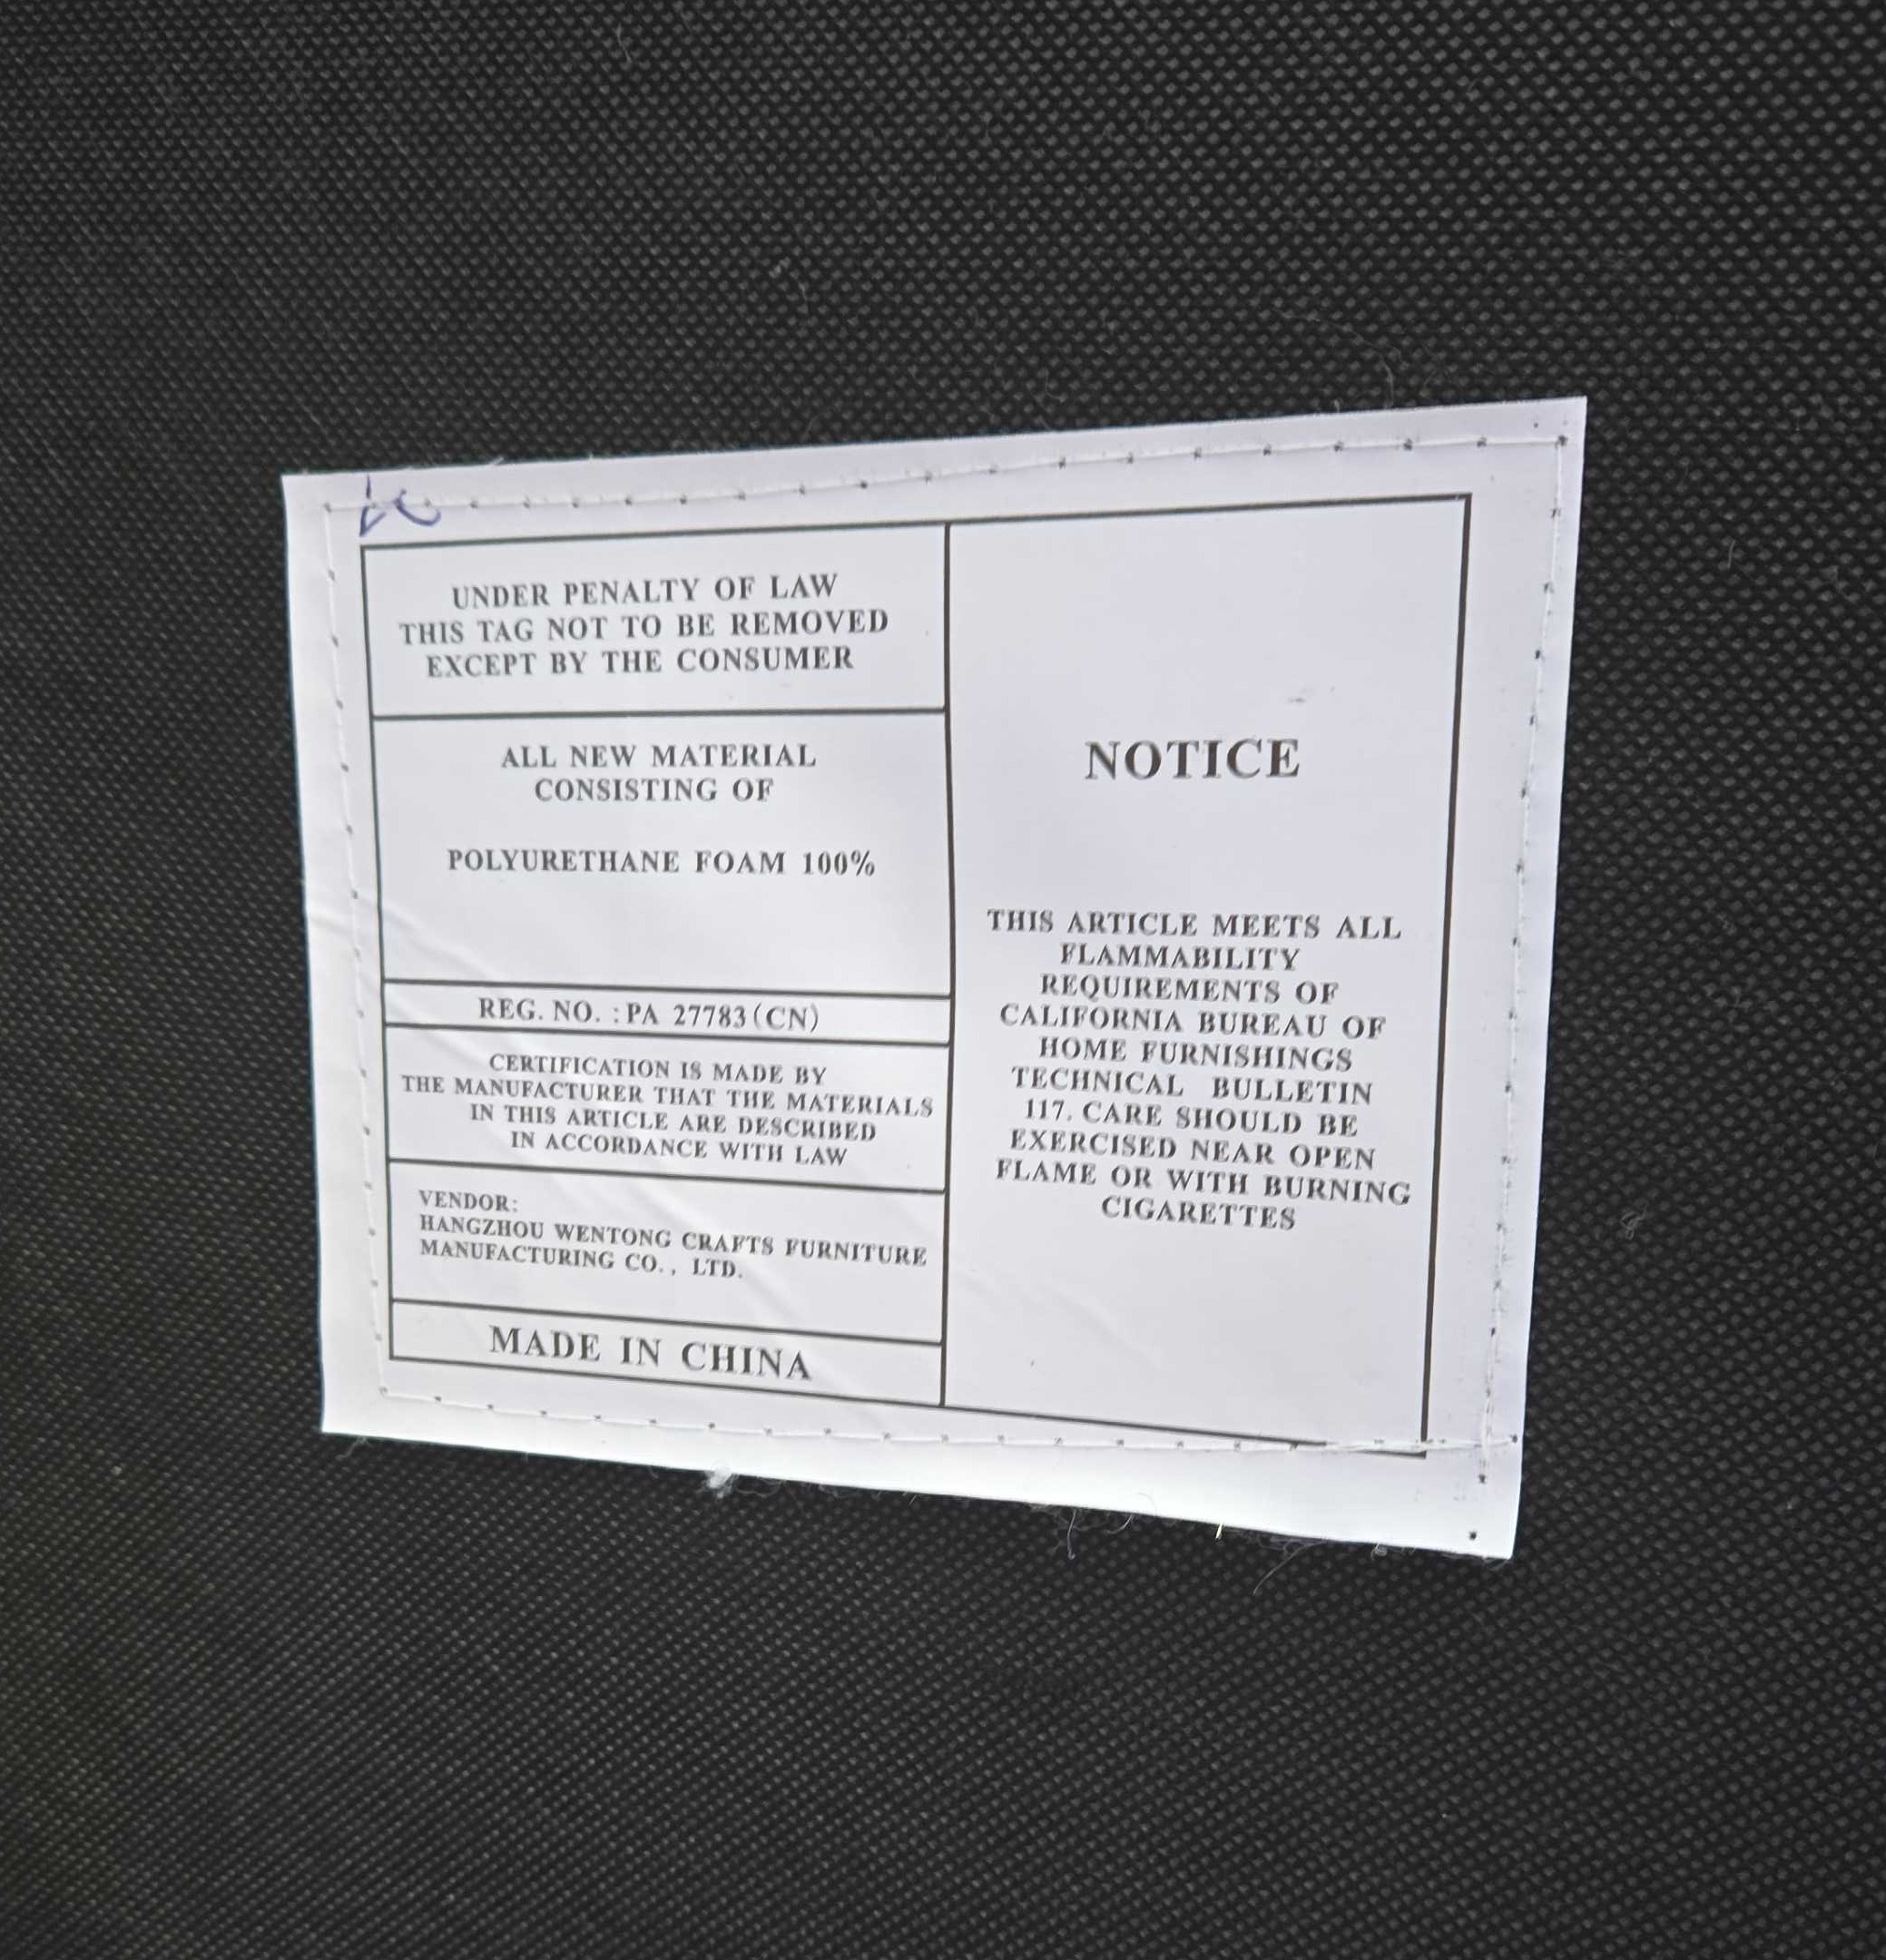 UNDER PENALTY OF LAW
THIS TAG NOT TO BE REMOVED
EXCEPT BY THE CONSUMER
ALL NEW MATERIAL
CONSISTING OF
POLYURETHANE FOAM 100%
REG. NO. : PA 27783(CN)
CERTIFICATION IS MADE BY
THE MANUFACTURER THAT THE MATERIALS
IN THIS ARTICLE ARE DESCRIBED
IN ACCORDANCE WITH LAW
VENDOR:
HANGZHOU WENTONG CRAFTS FURNITURE
MANUFACTURING CO., LTD.
MADE IN CHINA
NOTICE
THIS ARTICLE MEETS ALL
FLAMMABILITY
REQUIREMENTS OF
CALIFORNIA BUREAU OF
HOME FURNISHINGS
TECHNICAL BULLETIN
117. CARE SHOULD BE
EXERCISED NEAR OPEN
FLAME OR WITH BURNING
CIGARETTES